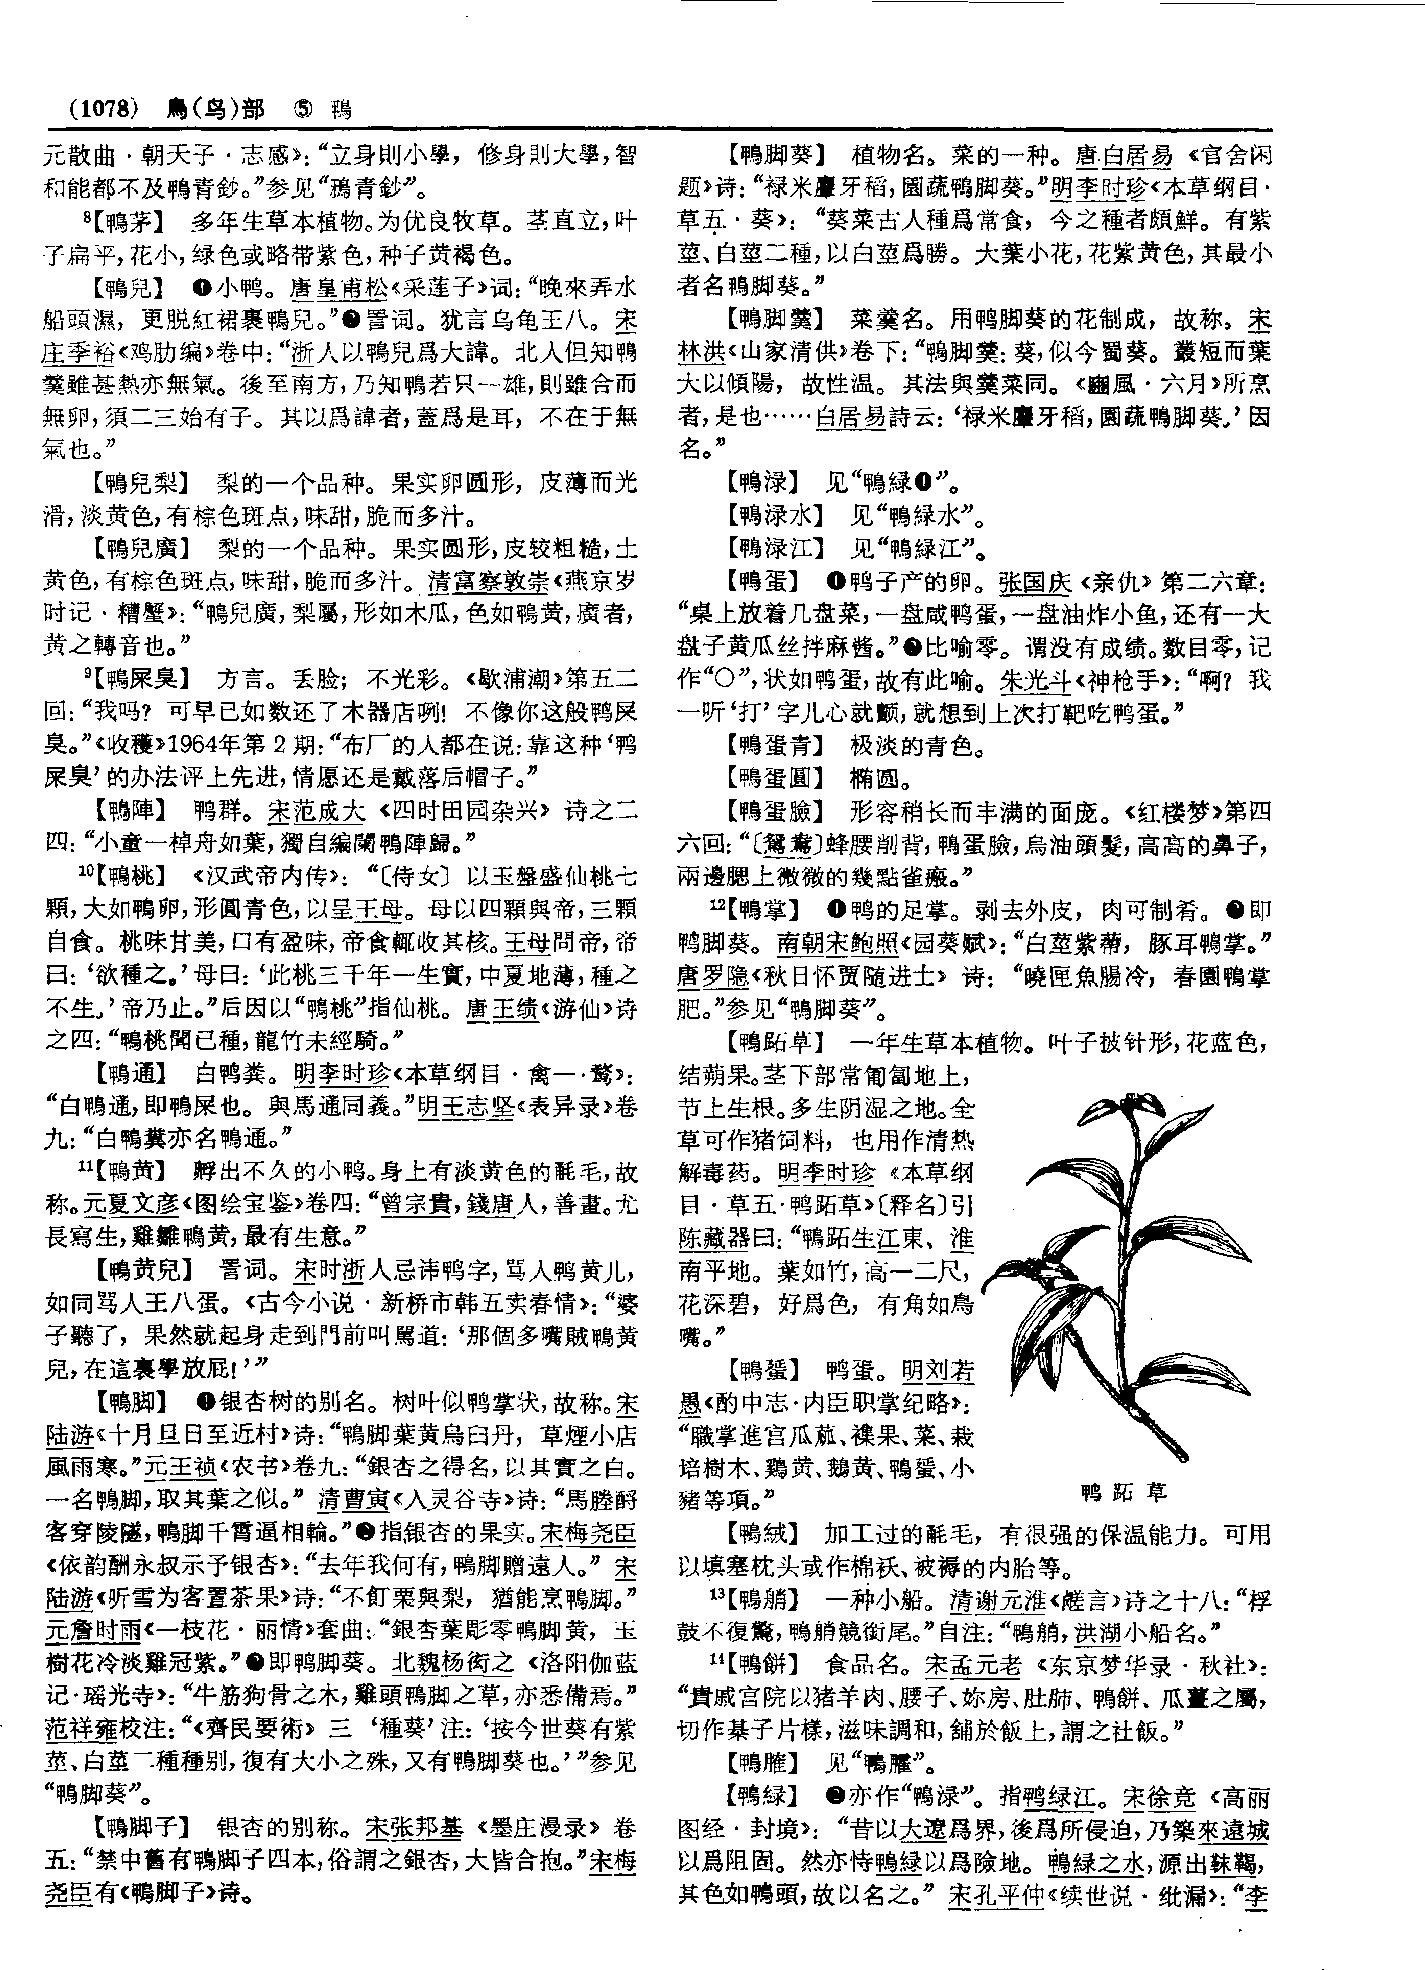 (1078) 鳥(鸟)部 ⑤ 鴨
元散曲·朝天子·志感》：“立身則小學，修身則大學，智
和能都不及鴨青鈔。”参见“鴉青鈔”。
8【鴨茅】 多年生草本植物。为优良牧草。茎直立，叶
子扁平，花小，绿色或略带紫色，种子黄褐色。
【鴨兒】 ❶小鸭。唐皇甫松《采莲子》词：“晚來弄水
船頭濕，更脱紅裙裹鴨兒。”❷詈词。犹言乌龟王八。宋
庄季裕《鸡肋编》卷中：“浙人以鴨兒爲大諱。北人但知鴨
羹雖甚熱亦無氣。後至南方，乃知鴨若只一雄，則雖合而
無卵，須二三始有子。其以爲諱者，蓋爲是耳，不在于無
氣也。”
【鴨兒梨】 梨的一个品种。果实卵圆形，皮薄而光
滑，淡黄色，有棕色斑点，味甜，脆而多汁。
【鴨兒廣】 梨的一个品种。果实圆形，皮较粗糙，土
黄色，有棕色斑点，味甜，脆而多汁。清富察敦崇《燕京岁
时记·糟蟹》：“鴨兒廣，梨屬，形如木瓜，色如鴨黄，廣者，
黄之轉音也。”
9【鴨屎臭】 方言。丢脸；不光彩。《歇浦潮》第五二
回：“我吗？可早已如数还了木器店咧！不像你这般鸭屎
臭。”《收穫》1964年第2期：“布厂的人都在说：靠这种‘鸭
屎臭’的办法评上先进，情愿还是戴落后帽子。”
【鴨陣】 鸭群。宋范成大《四时田园杂兴》诗之二
四：“小童一棹舟如葉，獨自編闌鴨陣歸。”
10【鴨桃】 《汉武帝内传》：“〔侍女〕以玉盤盛仙桃七
顆，大如鴨卵，形圓青色，以呈王母。母以四顆與帝，三顆
自食。桃味甘美，口有盈味，帝食輒收其核。王母問帝，帝
曰：‘欲種之。’母曰：‘此桃三千年一生實，中夏地薄，種之
不生。’帝乃止。”后因以“鴨桃”指仙桃。唐王绩《游仙》诗
之四：“鴨桃聞已種，龍竹未經騎。”
【鴨通】 白鸭粪。明李时珍《本草纲目·禽一·鶩》：
“白鴨通，即鴨屎也。與馬通同義。”明王志坚《表异录》卷
九：“白鴨糞亦名鴨通。”
11【鴨黄】 孵出不久的小鸭。身上有淡黄色的氄毛，故
称。元夏文彦《图绘宝鉴》卷四：“曾宗貴，錢唐人，善畫。尤
長寫生，雞雛鴨黄，最有生意。”
【鴨黄兒】 詈词。宋时浙人忌讳鸭字，骂人鸭黄儿，
如同骂人王八蛋。《古今小说·新桥市韩五卖春情》：“婆
子聽了，果然就起身走到門前叫罵道：‘那個多嘴賊鴨黄
兒，在這裏學放屁！’”
【鴨脚】 ❶银杏树的别名。树叶似鸭掌状，故称。宋
陆游《十月旦日至近村》诗：“鴨脚葉黄烏臼丹，草煙小店
風雨寒。”元王祯《农书》卷九：“銀杏之得名，以其實之白。
一名鴨脚，取其葉之似。”清曹寅《入灵谷寺》诗：“馬塍酹
客穿陵隧，鴨脚千霄逼相輪。”❷指银杏的果实。宋梅尧臣
《依韵酬永叔示予银杏》：“去年我何有，鴨脚贈遠人。”宋
陆游《听雪为客置茶果》诗：“不飣栗與梨，猶能烹鴨脚。”
元詹时雨《一枝花·丽情》套曲：“銀杏葉彫零鴨脚黄，玉
樹花冷淡雞冠紫。”❸即鸭脚葵。北魏杨衒之《洛阳伽蓝
记·瑶光寺》：“牛筋狗骨之木，雞頭鴨脚之草，亦悉備焉。”
范祥雍校注：“《齊民要術》三‘種葵’注：‘按今世葵有紫
莖、白莖二種種别，復有大小之殊，又有鴨脚葵也。’”参见
“鴨脚葵”。
【鴨脚子】 银杏的别称。宋张邦基《墨庄漫录》卷
五：“禁中舊有鴨脚子四本，俗謂之銀杏，大皆合抱。”宋梅
尧臣有《鴨脚子》诗。
【鴨脚葵】 植物名。菜的一种。唐白居易《官舍闲
题》诗：“禄米麞牙稻，園蔬鴨脚葵。”明李时珍《本草纲目·
草五·葵》：“葵菜古人種爲常食，今之種者頗鮮。有紫
莖、白莖二種，以白莖爲勝。大葉小花，花紫黄色，其最小
者名鴨脚葵。”
【鴨脚羹】 菜羹名。用鸭脚葵的花制成，故称。宋
林洪《山家清供》卷下：“鴨脚羹：葵，似今蜀葵。叢短而葉
大以傾陽，故性温。其法與羹菜同。《豳風·六月》所烹
者，是也……白居易詩云：‘禄米麞牙稻，園蔬鴨脚葵。’因
名。”
【鴨渌】 见“鴨緑❶”。
【鴨渌水】 见“鴨緑水”。
【鴨渌江】 见“鴨緑江”。
【鴨蛋】 ❶鸭子产的卵。张国庆《亲仇》第二六章：
“桌上放着几盘菜，一盘咸鸭蛋，一盘油炸小鱼，还有一大
盘子黄瓜丝拌麻酱。”❷比喻零。谓没有成绩。数目零，记
作“○”，状如鸭蛋，故有此喻。朱光斗《神枪手》：“啊？我
一听‘打’字儿心就颤，就想到上次打靶吃鸭蛋。”
【鴨蛋青】 极淡的青色。
【鴨蛋圓】 椭圆。
【鴨蛋臉】 形容稍长而丰满的面庞。《红楼梦》第四
六回：“〔鴛鴦〕蜂腰削背，鴨蛋臉，烏油頭髮，高高的鼻子，
兩邊腮上微微的幾點雀瘢。”
12【鴨掌】 ❶鸭的足掌。剥去外皮，肉可制肴。❷即
鸭脚葵。南朝宋鲍照《园葵赋》：“白莖紫蔕，豚耳鴨掌。”
唐罗隐《秋日怀贾随进士》诗：“曉匣魚腸冷，春園鴨掌
肥。”参见“鴨脚葵”。
【鴨跖草】 一年生草本植物。叶子披针形，花蓝色，
结蒴果。茎下部常匍匐地上，
节上生根。多生阴湿之地。全
草可作猪饲料，也用作清热
解毒药。明李时珍《本草纲
目·草五·鸭跖草》〔释名〕引
陈藏器曰：“鴨跖生江東、淮
南平地。葉如竹，高一二尺，
花深碧，好爲色，有角如鳥
嘴。”
【鴨蜑】 鸭蛋。明刘若
愚《酌中志·内臣职掌纪略》：
“職掌進宫瓜蓏、襍果、菜、栽
培樹木、鷄黄、鵝黄、鴨蜑、小
豬等項。”
鸭跖草
【鴨絨】 加工过的氄毛，有很强的保温能力。可用
以填塞枕头或作棉袄、被褥的内胎等。
13【鴨艄】 一种小船。清谢元淮《鹾言》诗之十八：“桴
鼓不復驚，鴨艄競銜尾。”自注：“鴨艄，洪湖小船名。”
14【鴨餅】 食品名。宋孟元老《东京梦华录·秋社》：
“貴戚宫院以猪羊肉、腰子、妳房、肚肺、鴨餅、瓜薑之屬，
切作棊子片樣，滋味調和，鋪於飯上，謂之社飯。”
【鴨臛】 见“鴨臛”。
【鴨緑】 ❷亦作“鴨渌”。指鸭绿江。宋徐兢《高丽
图经·封境》：“昔以大遼爲界，後爲所侵迫，乃築來遠城
以爲阻固。然亦恃鴨緑以爲險地。鴨緑之水，源出靺鞨，
其色如鴨頭，故以名之。”宋孔平仲《续世说·纰漏》：“李